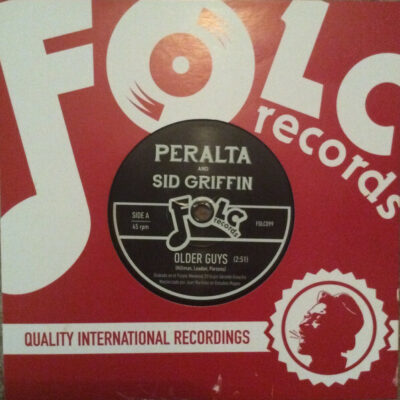 FOLC
records
PERALTA
AND
SID GRIFFIN
SIDE A
45 rpm
FOLC
records
FOLC099
OLDER GUYS (2:51)
(Hillman, Leadon, Parsons)
QUALITY INTERNATIONAL RECORDINGS